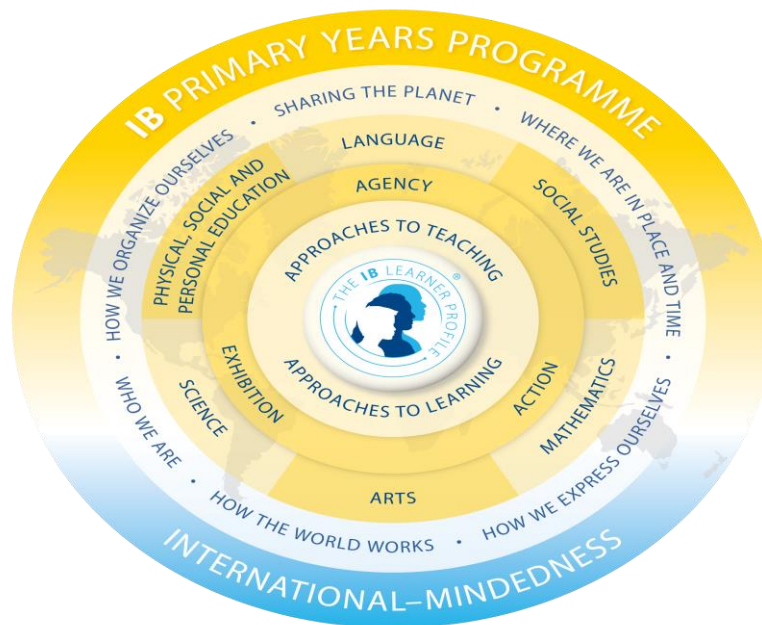 IB PRIMARY YEARS PROGRAMME
SHARING THE PLANET
•
WHERE WE ARE IN PLACE AND TIME
•
HOW WE EXPRESS OURSELVES
•
HOW THE WORLD WORKS
•
WHO WE ARE
•
HOW WE ORGANIZE OURSELVES
•
LANGUAGE
SOCIAL STUDIES
MATHEMATICS
ARTS
SCIENCE
PHYSICAL, SOCIAL AND
PERSONAL EDUCATION
AGENCY
ACTION
EXHIBITION
APPROACHES TO TEACHING
THE IB LEARNER PROFILE ®
APPROACHES TO LEARNING
INTERNATIONAL–MINDEDNESS